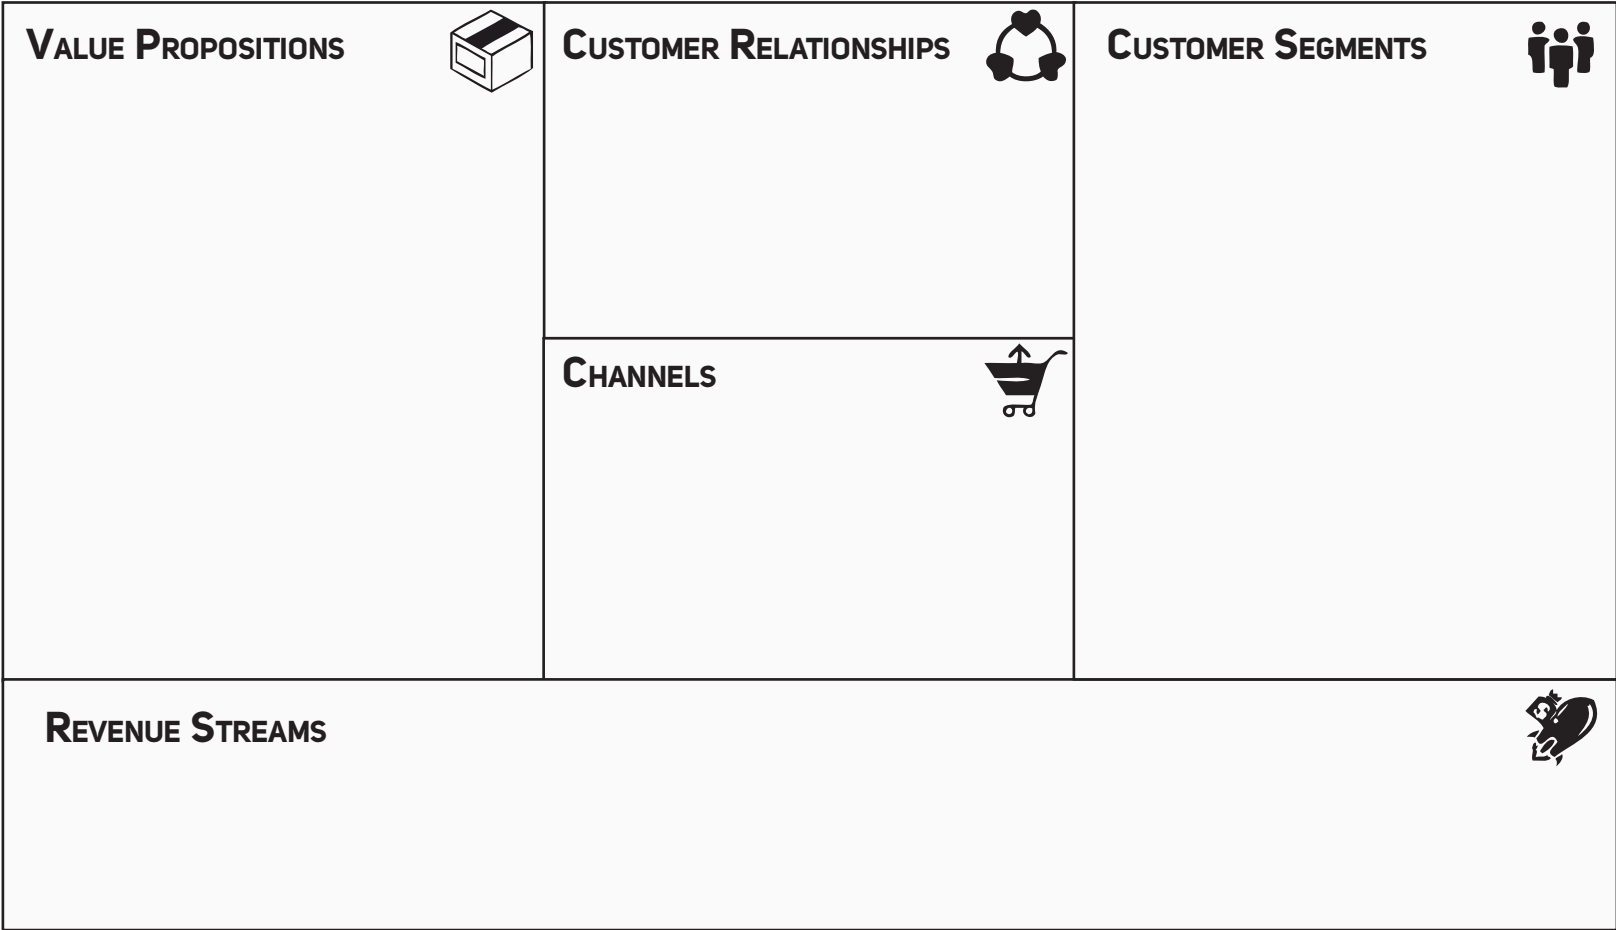 Value Propositions
Customer Relationships
Customer Segments
Channels
Revenue Streams